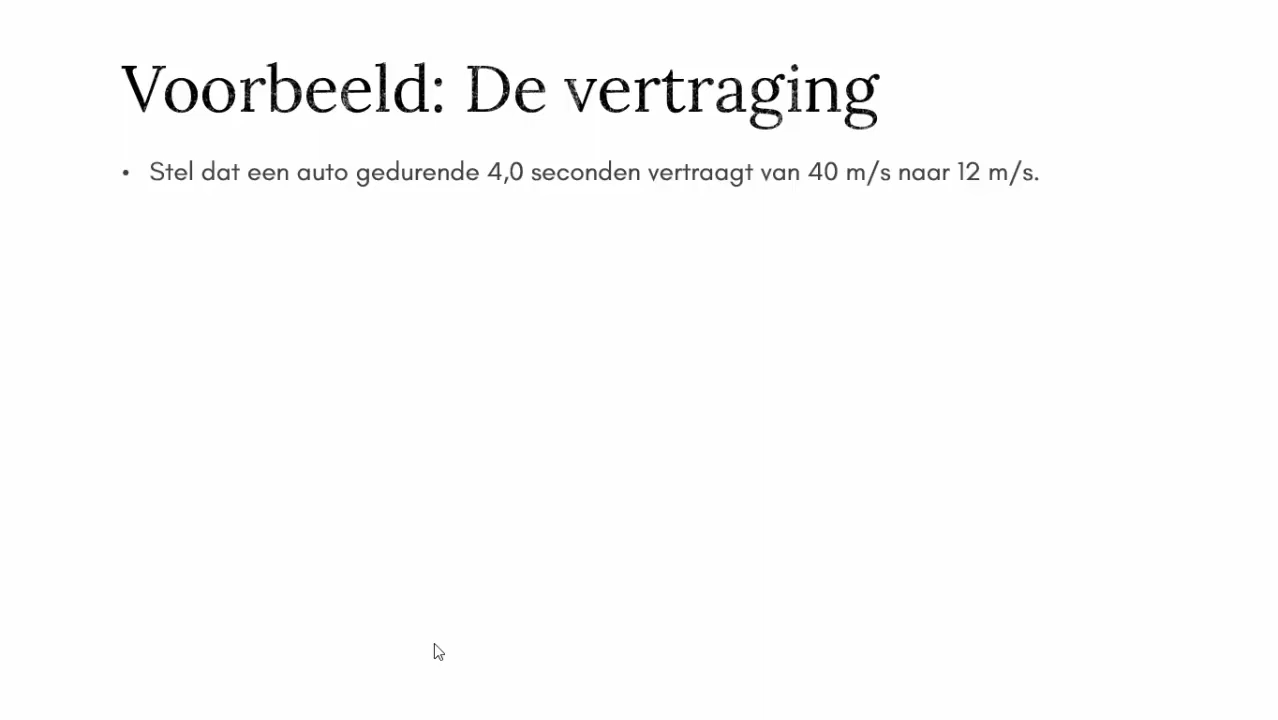 Voorbeeld: De vertraging
• Stel dat een auto gedurende 4,0 seconden vertraagt van 40 m/s naar 12 m/s.